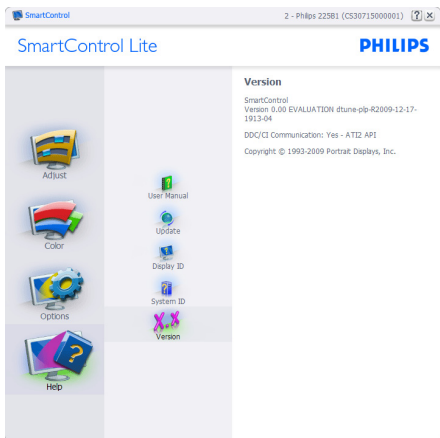 SmartControl
2 - Philips 225B1 (CS30715000001) ? x
SmartControl Lite
PHILIPS
Version
SmartControl
Version 0.00 EVALUATION dtune-plp-R2009-12-17-
1913-04
DDC/CI Communication: Yes - ATI2 API
Copyright © 1993-2009 Portrait Displays, Inc.
Adjust
Color
Options
Help
User Manual
Update
Display ID
System ID
X.X
Version